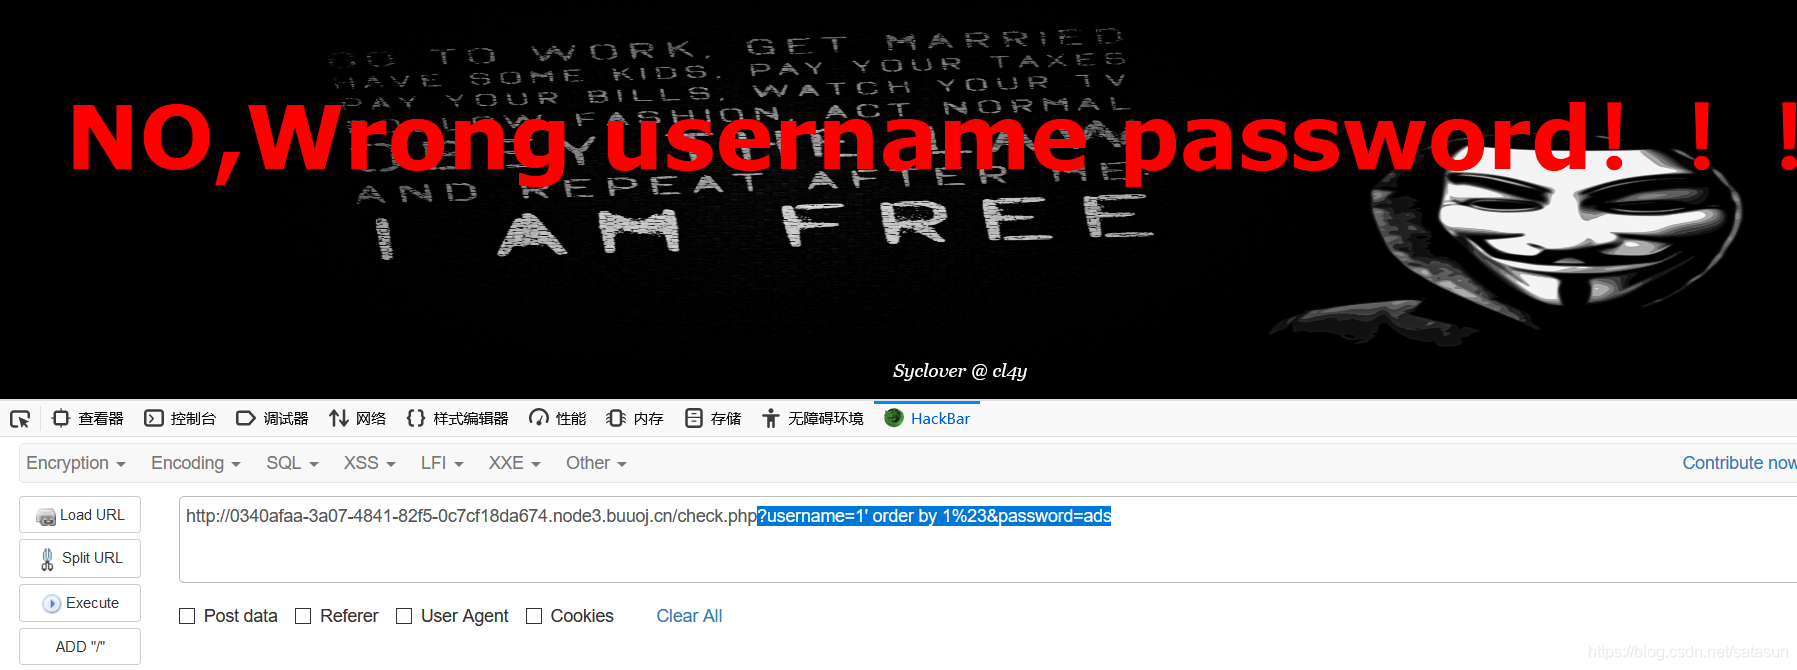 GO TO WORK, GET MARRIED
HAVE SOME KIDS, PAY YOUR TAXES
PAY YOUR BILLS, WATCH YOUR TV
FOLLOW FASHION, ACT NORMAL
OBEY THE LAW
AND REPEAT AFTER ME
I AM FREE
NO,Wrong username password！！！
Syclover @ cl4y
查看器 控制台 调试器 网络 样式编辑器 性能 内存 存储 无障碍环境 HackBar
Encryption Encoding SQL XSS LFI XXE Other Contribute now
Load URL http://0340afaa-3a07-4841-82f5-0c7cf18da674.node3.buuoj.cn/check.php?username=1' order by 1%23&password=ads
Split URL
Execute
Post data Referer User Agent Cookies Clear All
ADD "/"
https://blog.csdn.net/satasun